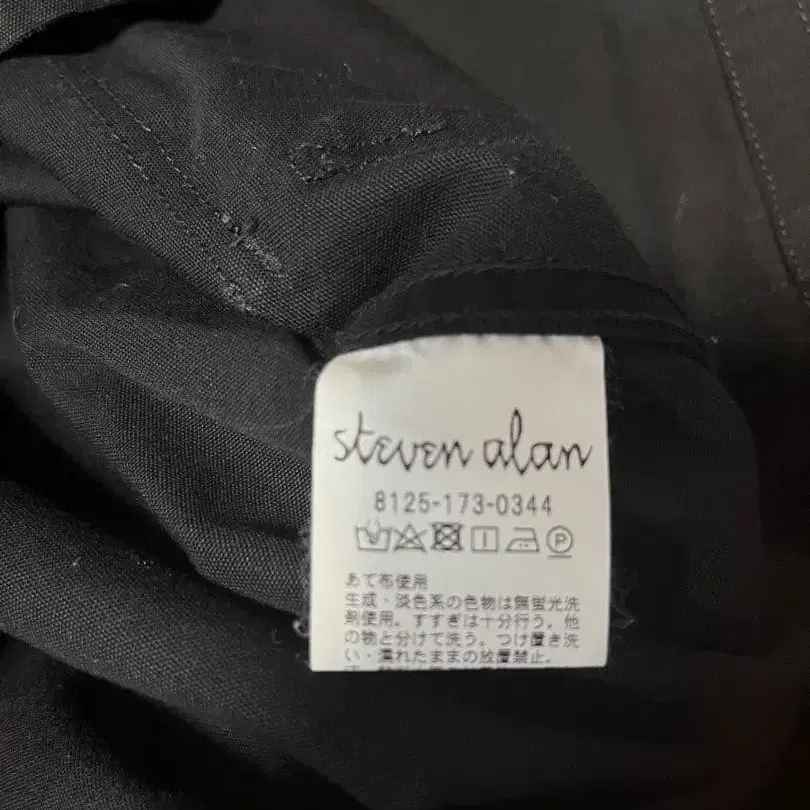 steven alan
8125-173-0344
P
あて布使用
生成・淡色系の色物は無蛍光洗
剤使用。すすぎは十分行う。他
の物と分けて洗う。つけ置き洗
い・濡れたままの放置禁止。